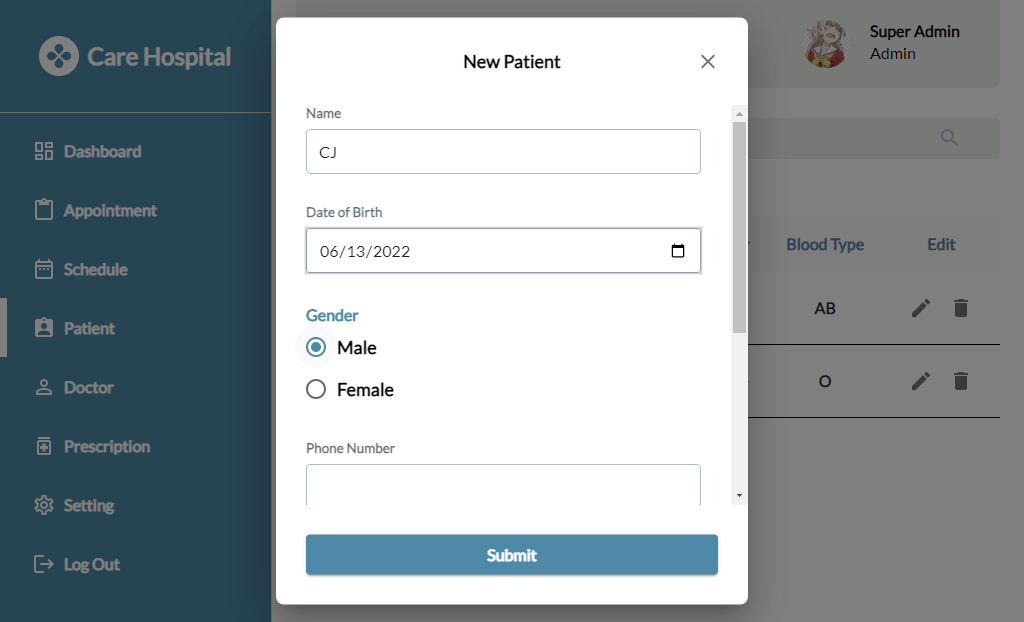 Care Hospital
Dashboard
Appointment
Schedule
Patient
Doctor
Prescription
Setting
Log Out
New Patient
Name
CJ
Date of Birth
06/13/2022
Gender
Male
Female
Phone Number
Submit
Super Admin
Admin
Blood Type Edit
AB
O